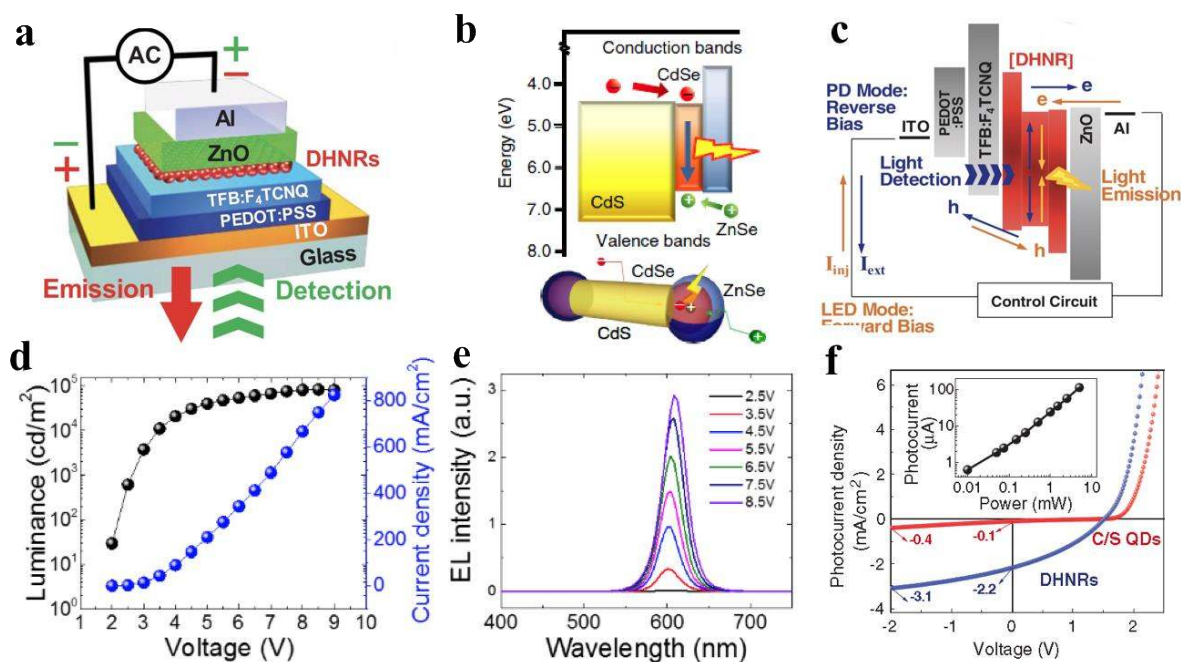 a
AC
+
−
−
+
Al
ZnO
DHNRs
TFB:F4TCNQ
PEDOT:PSS
ITO
Glass
Emission
Detection
b
Conduction bands
CdSe
4.0
5.0
6.0
7.0
8.0
Energy (eV)
CdS
ZnSe
Valence bands
CdSe
ZnSe
CdS
c
[DHNR]
PD Mode:
Reverse
Bias
ITO
PEDOT
:PSS
TFB:F4TCNQ
e
e
ZnO
Al
Light
Detection
Light
Emission
h
h
Iinj
Iext
Control Circuit
LED Mode:
Forward Bias
d
Luminance (cd/m2)
10^5
10^4
10^3
10^2
10^1
10^0
0 1 2 3 4 5 6 7 8 9 10
Voltage (V)
800
600
400
200
0
Current density (mA/cm2)
e
EL intensity (a.u.)
3
2
1
0
2.5V
3.5V
4.5V
5.5V
6.5V
7.5V
8.5V
400 500 600 700
Wavelength (nm)
f
Photocurrent density
(mA/cm2)
6
4
2
0
-2
-4
Photocurrent
(µA)
100
10
1
0.01 0.1 1 10
Power (mW)
-0.4
-0.1
C/S QDs
-3.1
DHNRs
-2.2
-2 -1 0 1 2
Voltage (V)